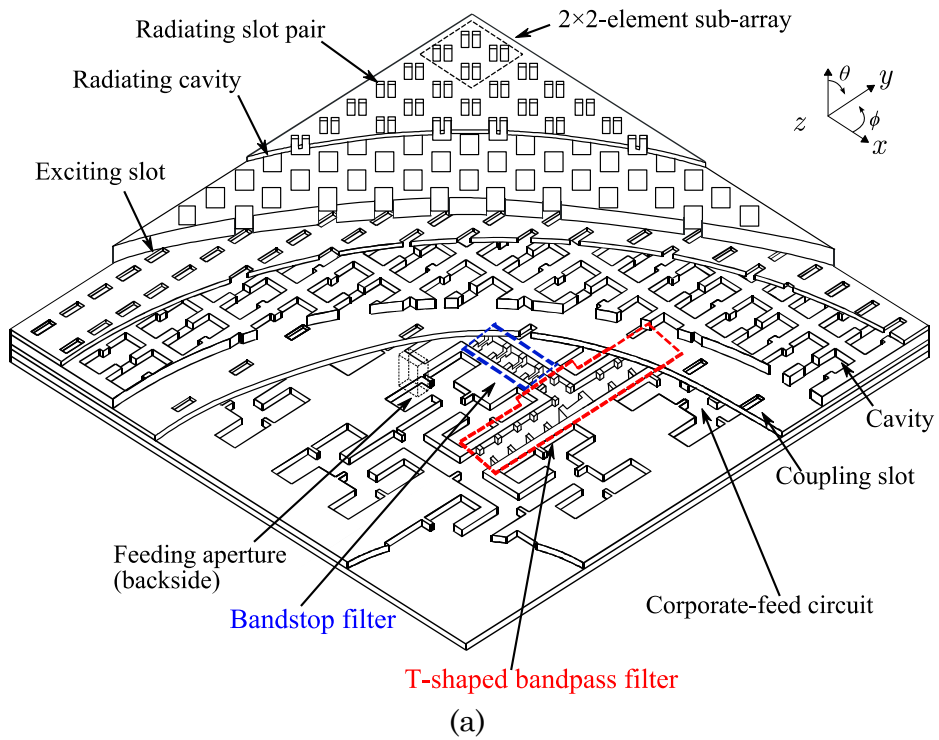 Radiating slot pair
2×2-element sub-array
Radiating cavity
θ
y
z
ϕ
x
Exciting slot
Cavity
Coupling slot
Feeding aperture
(backside)
Corporate-feed circuit
Bandstop filter
T-shaped bandpass filter
(a)